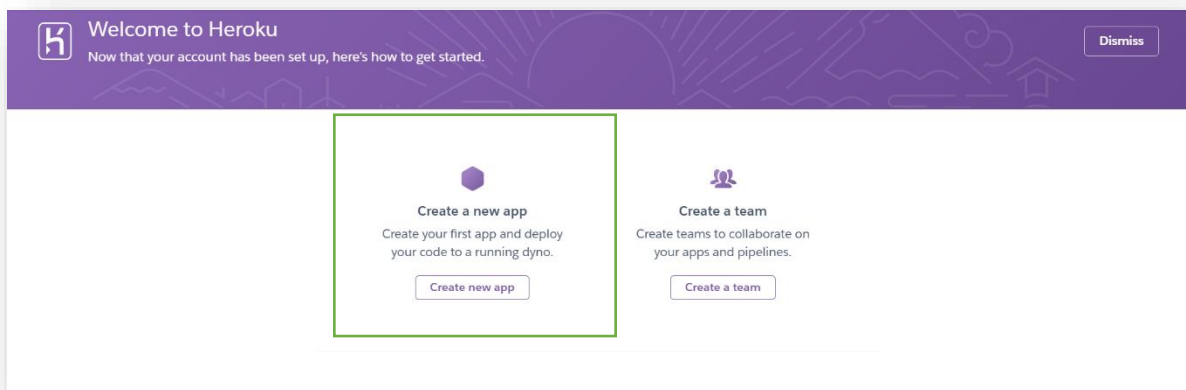 Welcome to Heroku
Now that your account has been set up, here's how to get started.
Dismiss
Create a new app
Create your first app and deploy
your code to a running dyno.
Create new app
Create a team
Create teams to collaborate on
your apps and pipelines.
Create a team